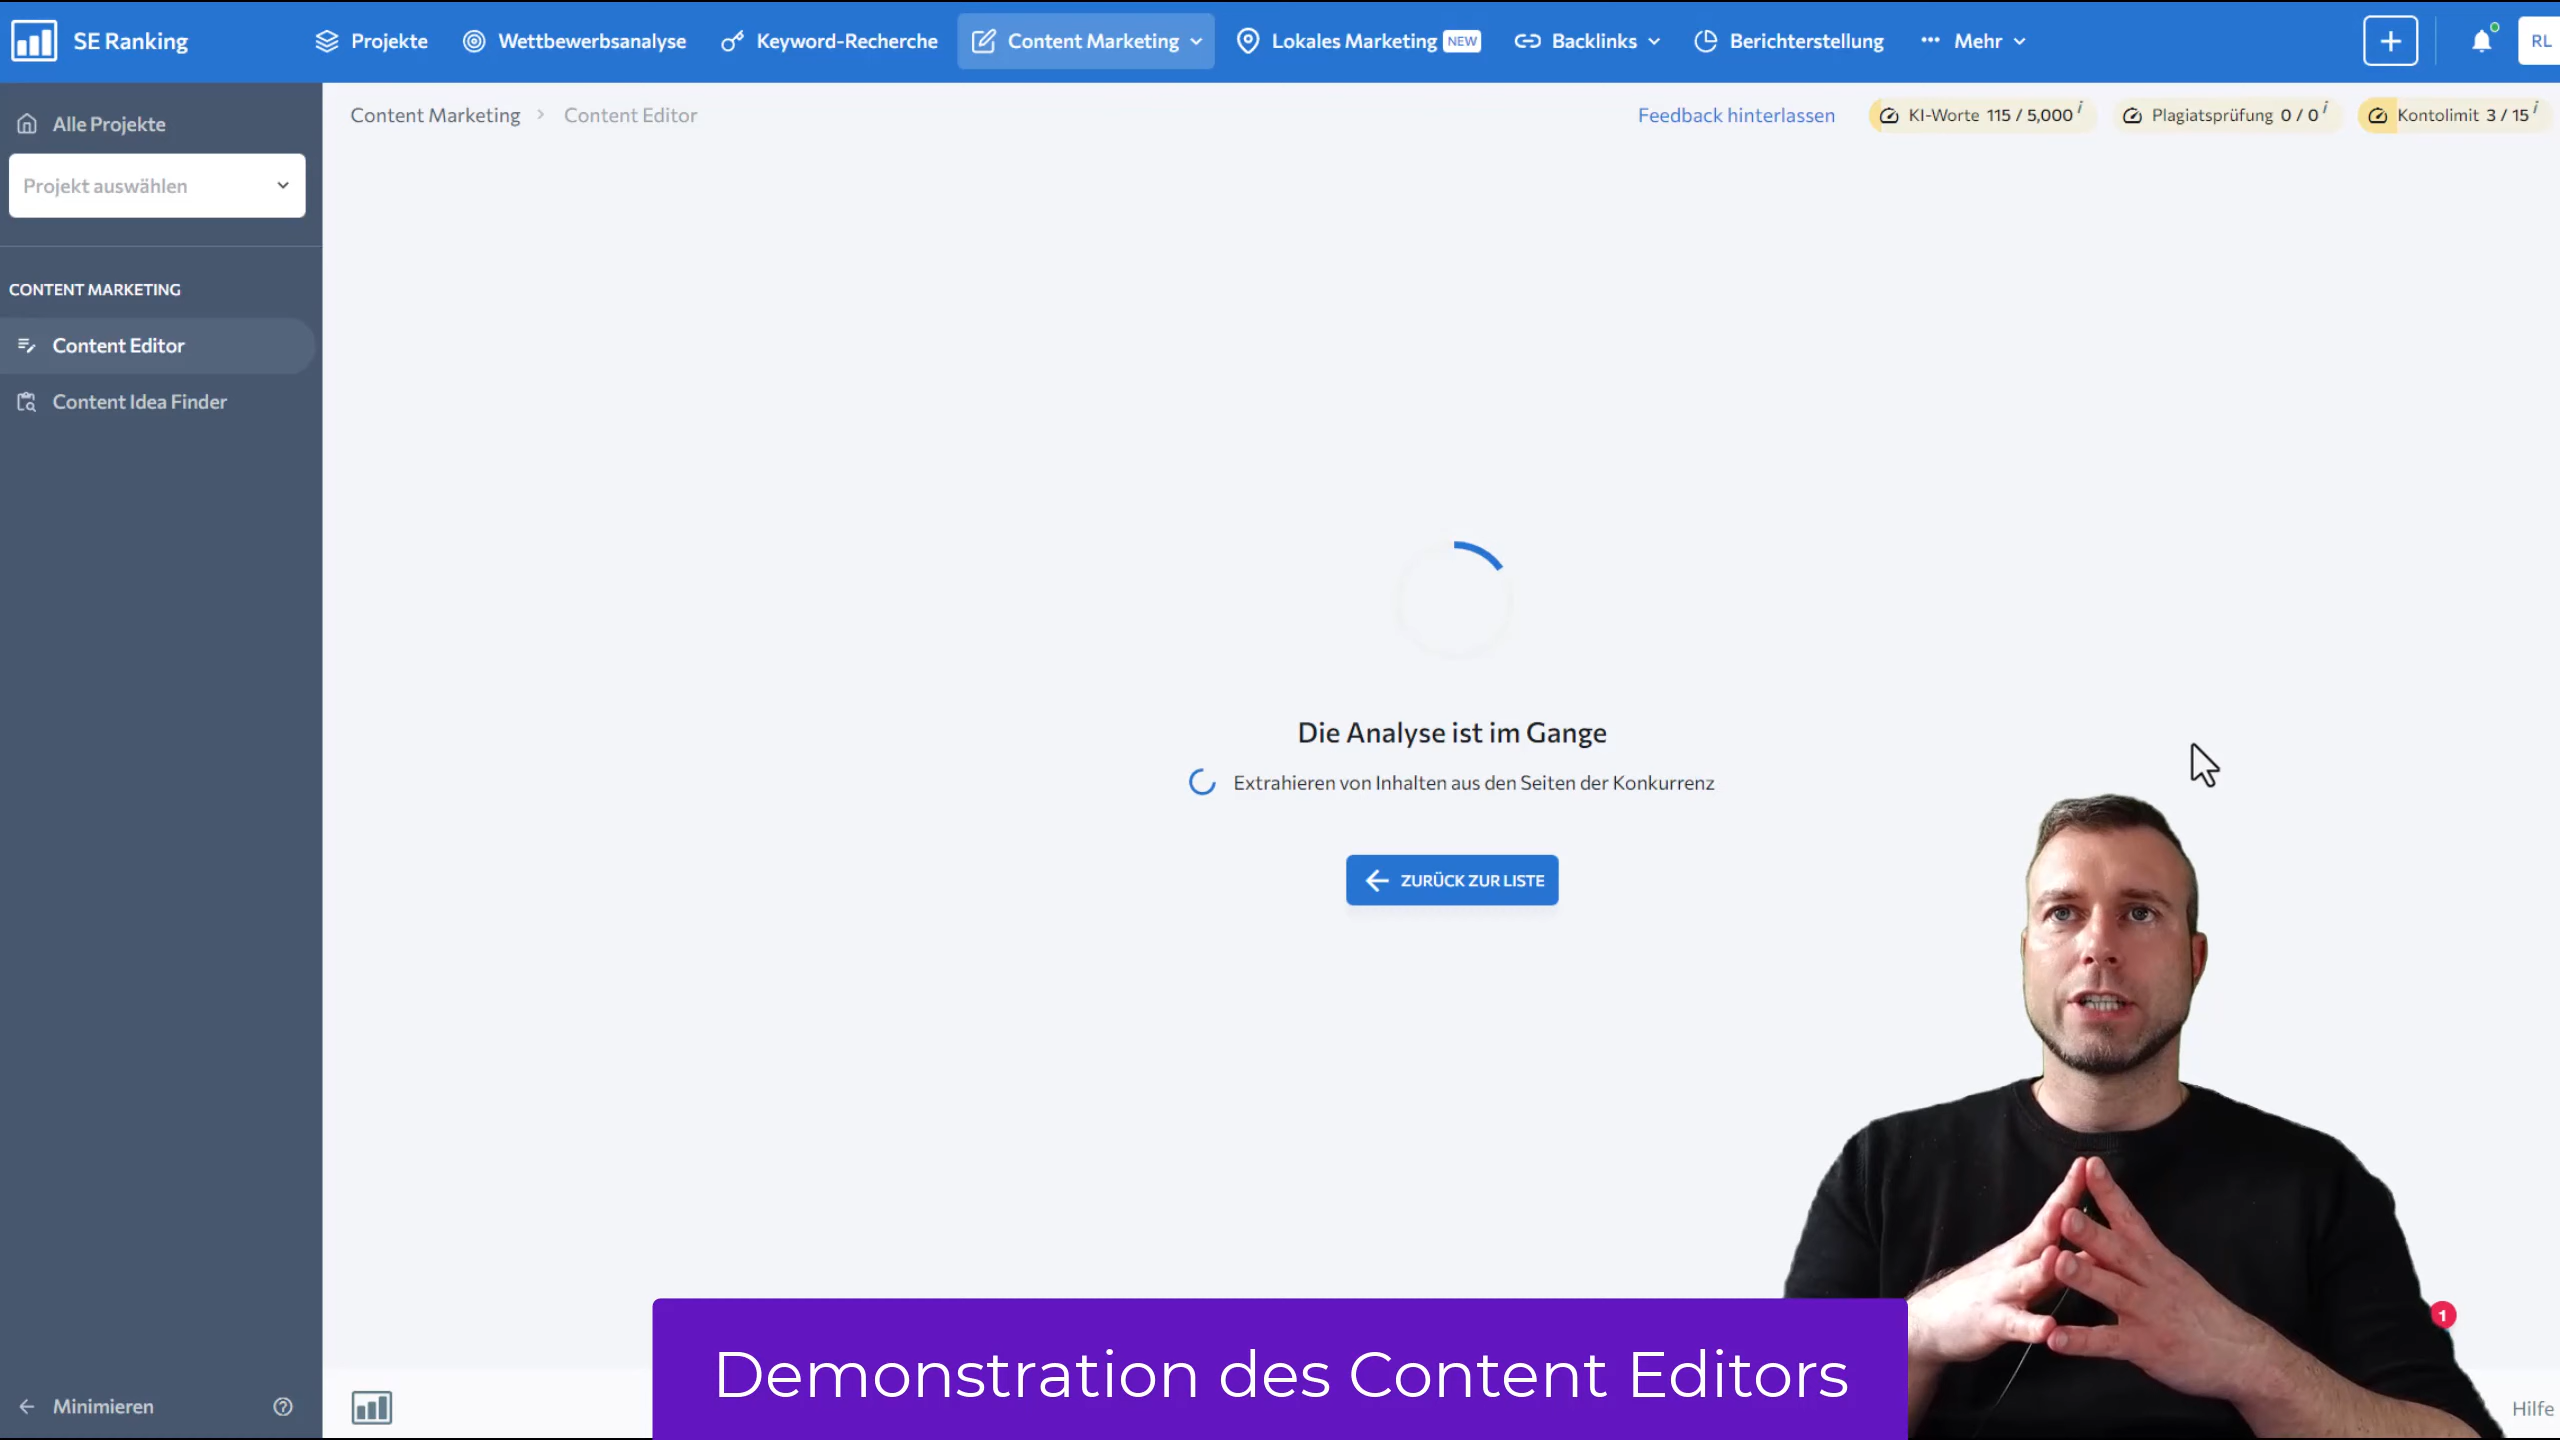 SE Ranking
Projekte
Wettbewerbsanalyse
Keyword-Recherche
Content Marketing
Lokales Marketing NEW
Backlinks
Berichterstellung
Mehr
RL
Alle Projekte
Projekt auswählen
CONTENT MARKETING
Content Editor
Content Idea Finder
Content Marketing > Content Editor
Feedback hinterlassen
KI-Worte 115 / 5,000 i
Plagiatsprüfung 0 / 0 i
Kontolimit 3 / 15 i
Die Analyse ist im Gange
Extrahieren von Inhalten aus den Seiten der Konkurrenz
ZURÜCK ZUR LISTE
1
Demonstration des Content Editors
Minimieren
Hilfe